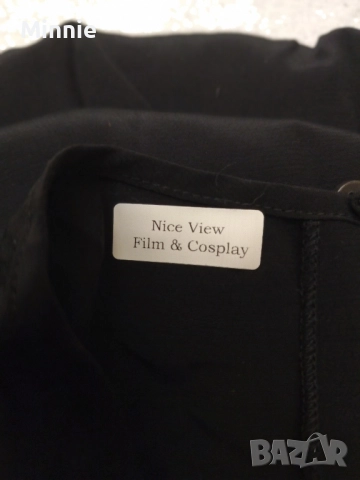 Minnie
Nice View
Film & Cosplay
BAZAR